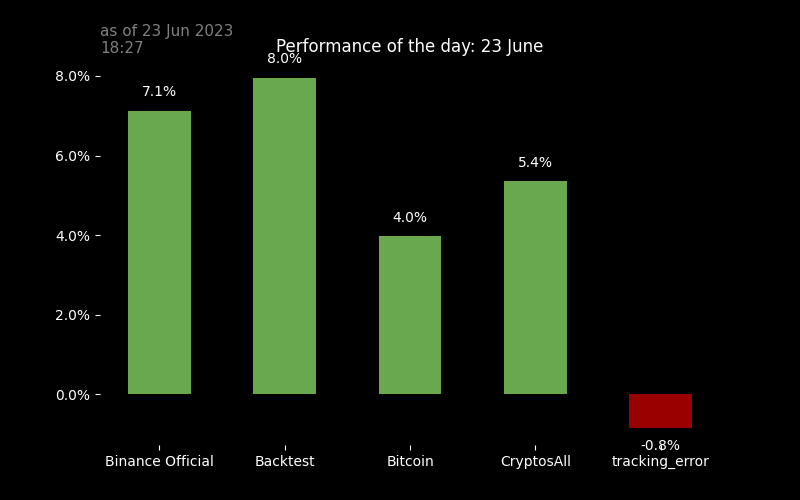 as of 23 Jun 2023
18:27
Performance of the day: 23 June
8.0%
6.0%
4.0%
2.0%
0.0%
7.1%
8.0%
4.0%
5.4%
-0.8%
Binance Official
Backtest
Bitcoin
CryptosAll
tracking_error